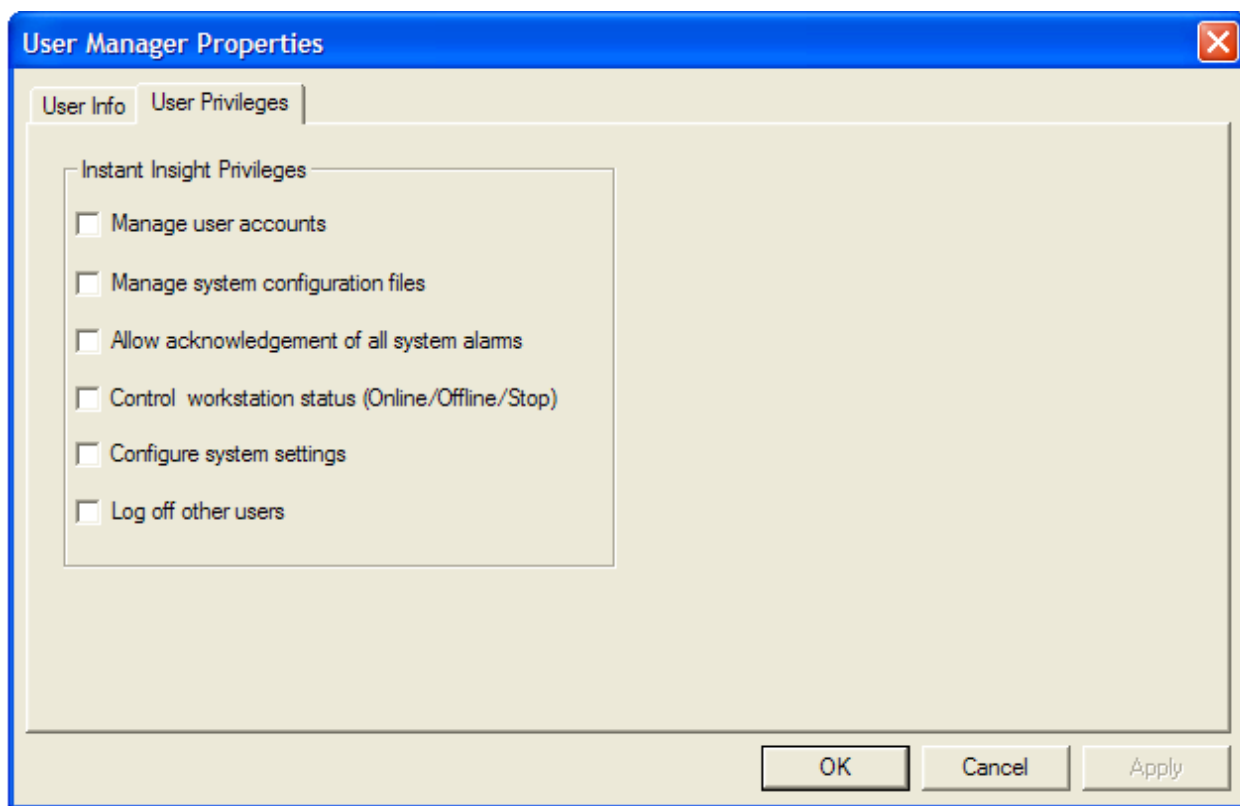 User Manager Properties
User Info
User Privileges
Instant Insight Privileges
Manage user accounts
Manage system configuration files
Allow acknowledgement of all system alarms
Control  workstation status (Online/Offline/Stop)
Configure system settings
Log off other users
OK
Cancel
Apply